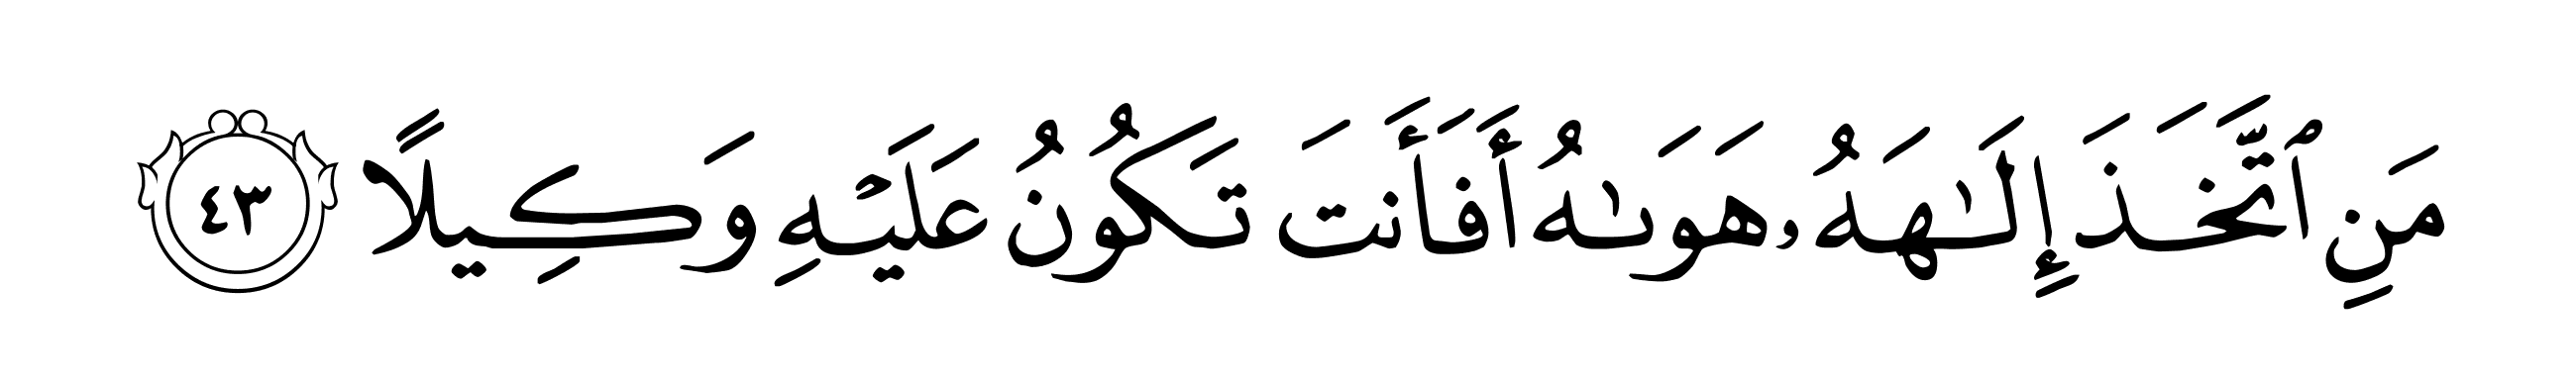 مَنِ ٱتَّخَذَ إِلَـٰهَهُۥ هَوَىٰهُ أَفَأَنتَ تَكُونُ عَلَيْهِ وَكِيلًا ٤٣